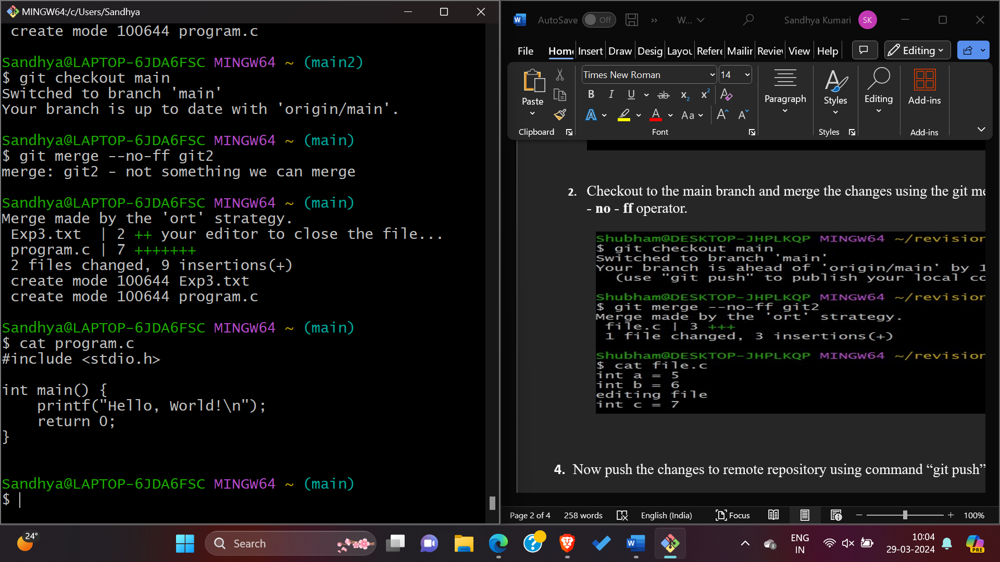 MINGW64:/c/Users/Sandhya
create mode 100644 program.c
Sandhya@LAPTOP-6JDA6FSC MINGW64 ~ (main2)
$ git checkout main
Switched to branch 'main'
Your branch is up to date with 'origin/main'.
Sandhya@LAPTOP-6JDA6FSC MINGW64 ~ (main)
$ git merge --no-ff git2
merge: git2 - not something we can merge
Sandhya@LAPTOP-6JDA6FSC MINGW64 ~ (main)
Merge made by the 'ort' strategy.
Exp3.txt | 2 ++ your editor to close the file...
program.c | 7 +++++++
2 files changed, 9 insertions(+)
create mode 100644 Exp3.txt
create mode 100644 program.c
Sandhya@LAPTOP-6JDA6FSC MINGW64 ~ (main)
$ cat program.c
#include <stdio.h>
int main() {
printf("Hello, World!\n");
return 0;
}
Sandhya@LAPTOP-6JDA6FSC MINGW64 ~ (main)
$
AutoSave Off » W... Sandhya Kumari SK
File Home Insert Draw Desig Layou Refere Mailir Review View Help Editing
Paste
Clipboard
Times New Roman 14
B I U ab x₂ x² A
A A Aa A^ A˅
Font
Paragraph
Styles
Styles
Editing
Add-ins
Add-ins
2. Checkout to the main branch and merge the changes using the git me
- no - ff operator.
Shubham@DESKTOP-JHPLKQP MINGW64 ~/revision
$ git checkout main
Switched to branch 'main'
Your branch is ahead of 'origin/main' by 1
(use "git push" to publish your local co
Shubham@DESKTOP-JHPLKQP MINGW64 ~/revision
$ git merge --no-ff git2
Merge made by the 'ort' strategy.
file.c | 3 +++
1 file changed, 3 insertions(+)
Shubham@DESKTOP-JHPLKQP MINGW64 ~/revision
$ cat file.c
int a = 5
int b = 6
editing file
int c = 7
4. Now push the changes to remote repository using command “git push”
Page 2 of 4 258 words English (India) Focus - + 100%
24° Search W ENG 10:04
IN 29-03-2024 PRE